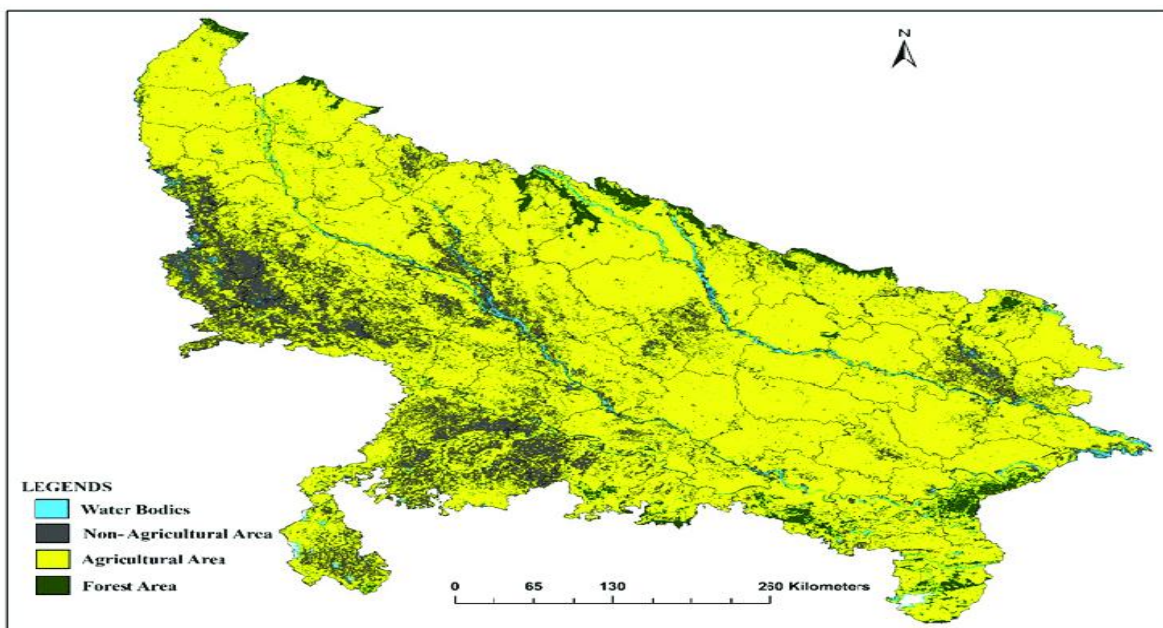 N
LEGENDS
Water Bodies
Non- Agricultural Area
Agricultural Area
Forest Area
0 65 130 260 Kilometers